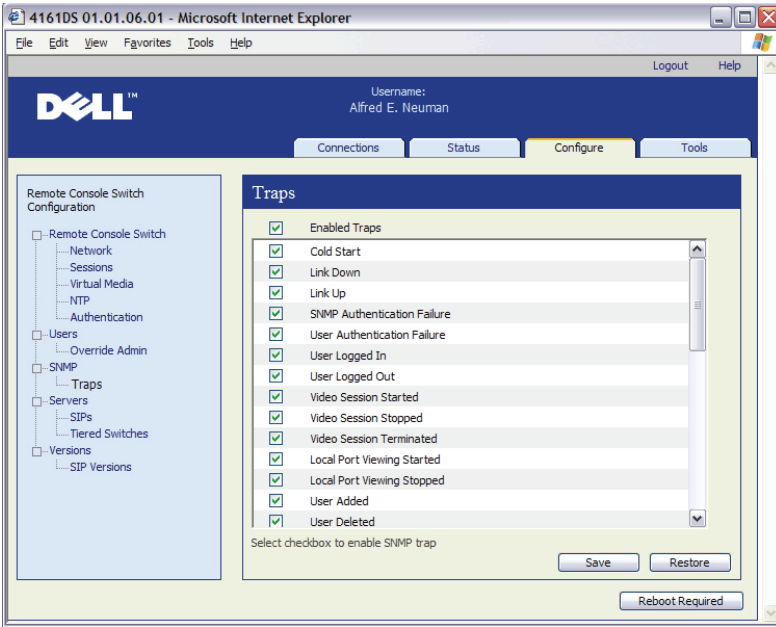 4161DS 01.01.06.01 - Microsoft Internet Explorer
File Edit View Favorites Tools Help
Logout Help
DELL™
Username:
Alfred E. Neuman
Connections Status Configure Tools
Remote Console Switch
Configuration
Remote Console Switch
Network
Sessions
Virtual Media
NTP
Authentication
Users
Override Admin
SNMP
Traps
Servers
SIPs
Tiered Switches
Versions
SIP Versions
Traps
Enabled Traps
Cold Start
Link Down
Link Up
SNMP Authentication Failure
User Authentication Failure
User Logged In
User Logged Out
Video Session Started
Video Session Stopped
Video Session Terminated
Local Port Viewing Started
Local Port Viewing Stopped
User Added
User Deleted
Select checkbox to enable SNMP trap
Save Restore
Reboot Required